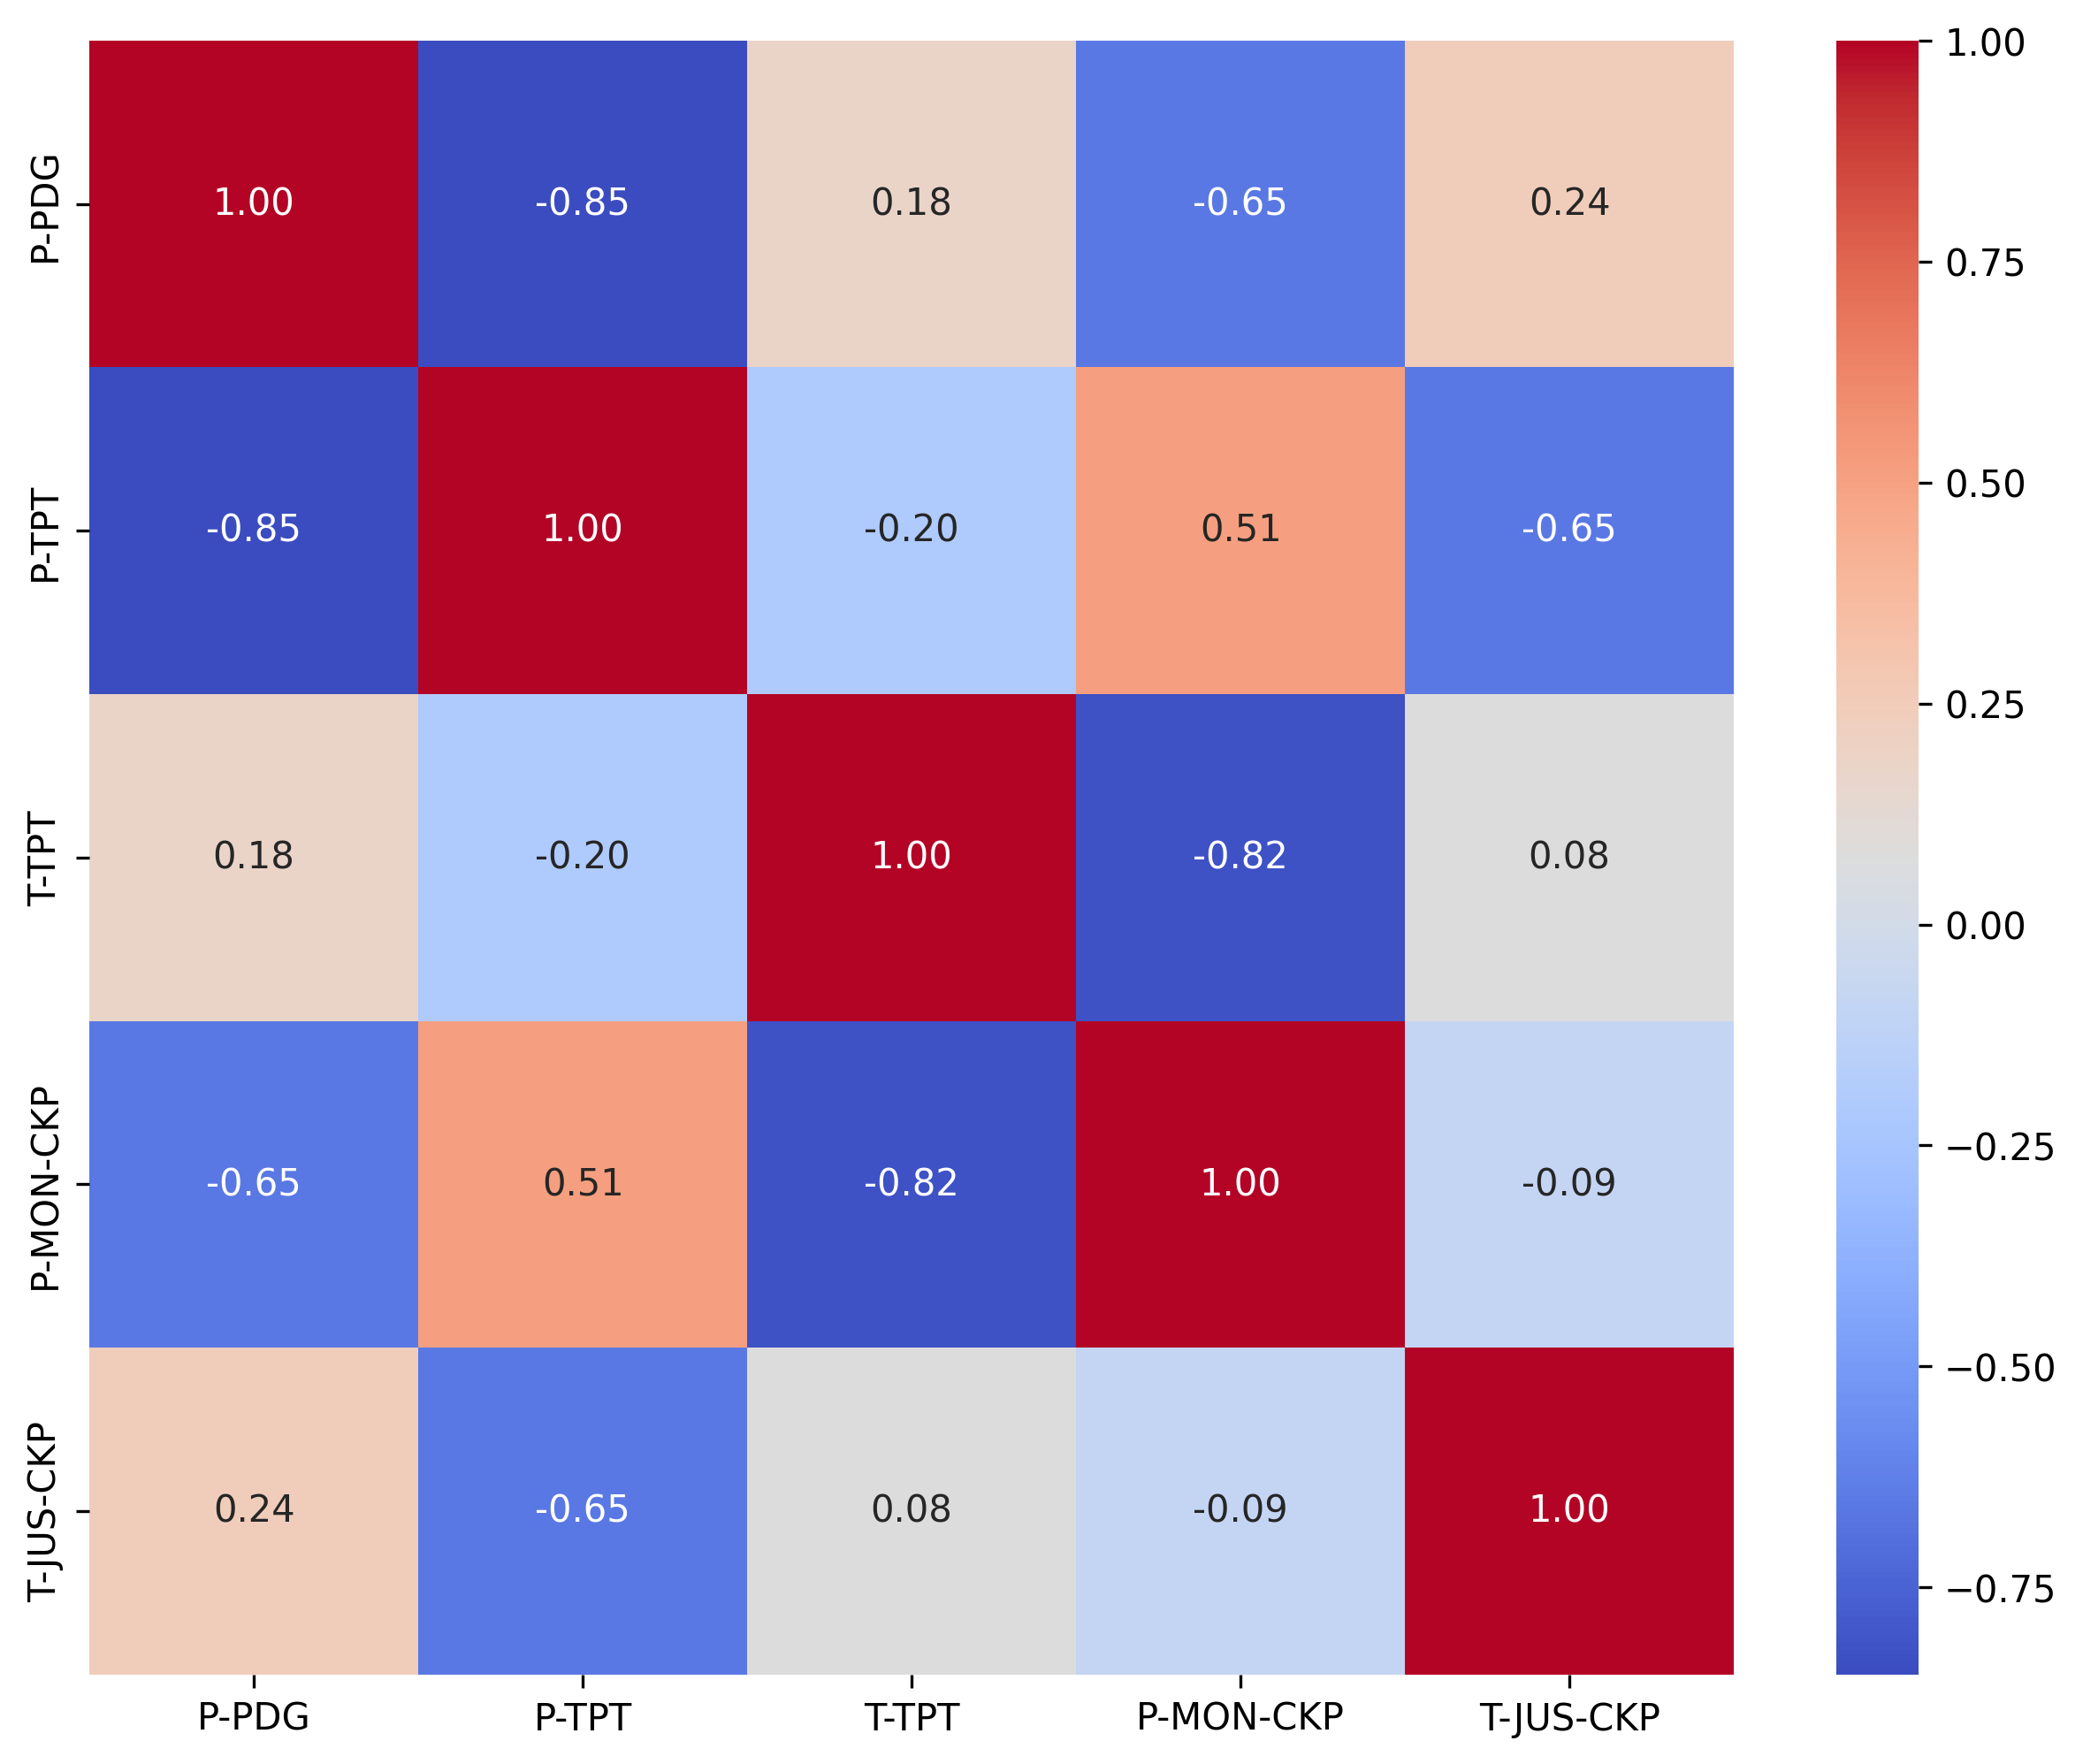 P-PDG 1.00 -0.85 0.18 -0.65 0.24
P-TPT -0.85 1.00 -0.20 0.51 -0.65
T-TPT 0.18 -0.20 1.00 -0.82 0.08
P-MON-CKP -0.65 0.51 -0.82 1.00 -0.09
T-JUS-CKP 0.24 -0.65 0.08 -0.09 1.00
P-PDG P-TPT T-TPT P-MON-CKP T-JUS-CKP
1.00
0.75
0.50
0.25
0.00
−0.25
−0.50
−0.75